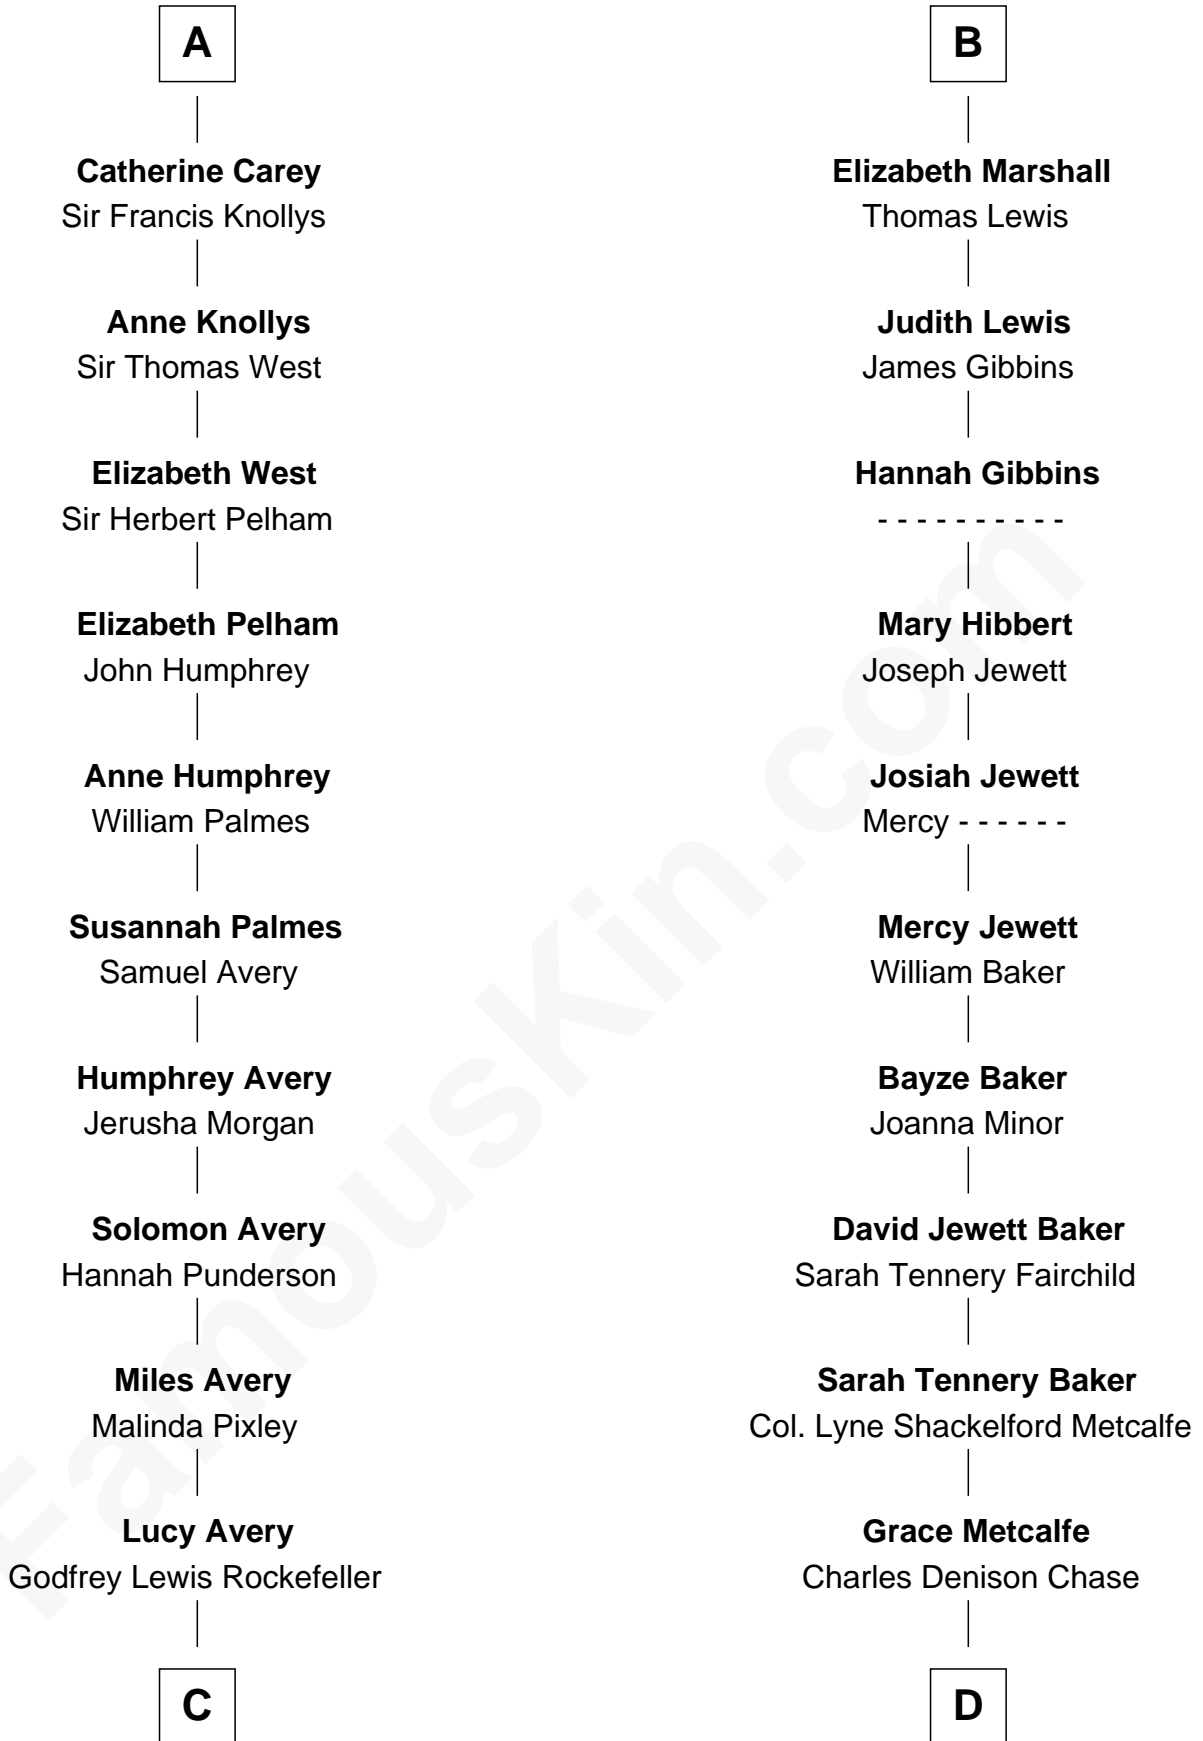 A
Catherine Carey
Sir Francis Knollys
Anne Knollys
Sir Thomas West
Elizabeth West
Sir Herbert Pelham
Elizabeth Pelham
John Humphrey
Anne Humphrey
William Palmes
Susannah Palmes
Samuel Avery
Humphrey Avery
Jerusha Morgan
Solomon Avery
Hannah Punderson
Miles Avery
Malinda Pixley
Lucy Avery
Godfrey Lewis Rockefeller
C
B
Elizabeth Marshall
Thomas Lewis
Judith Lewis
James Gibbins
Hannah Gibbins
- - - - - - - - - -
Mary Hibbert
Joseph Jewett
Josiah Jewett
Mercy - - - - - -
Mercy Jewett
William Baker
Bayze Baker
Joanna Minor
David Jewett Baker
Sarah Tennery Fairchild
Sarah Tennery Baker
Col. Lyne Shackelford Metcalfe
Grace Metcalfe
Charles Denison Chase
D
FamousKin.com